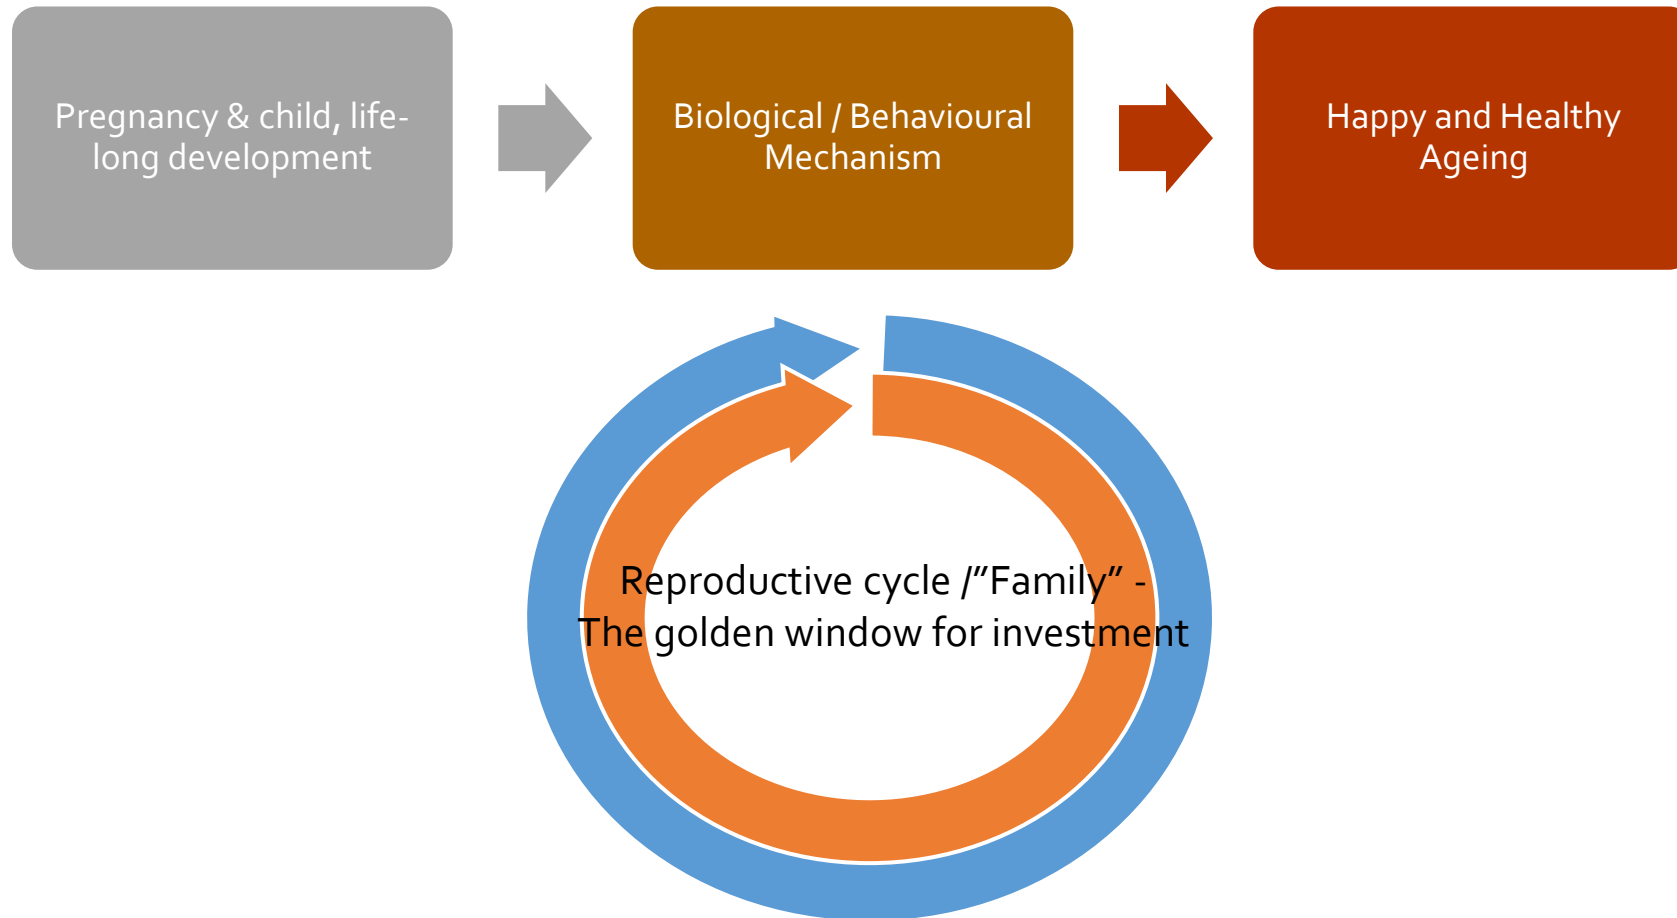 Pregnancy & child, life-
long development
Biological / Behavioural
Mechanism
Happy and Healthy
Ageing
Reproductive cycle /”Family” -
The golden window for investment